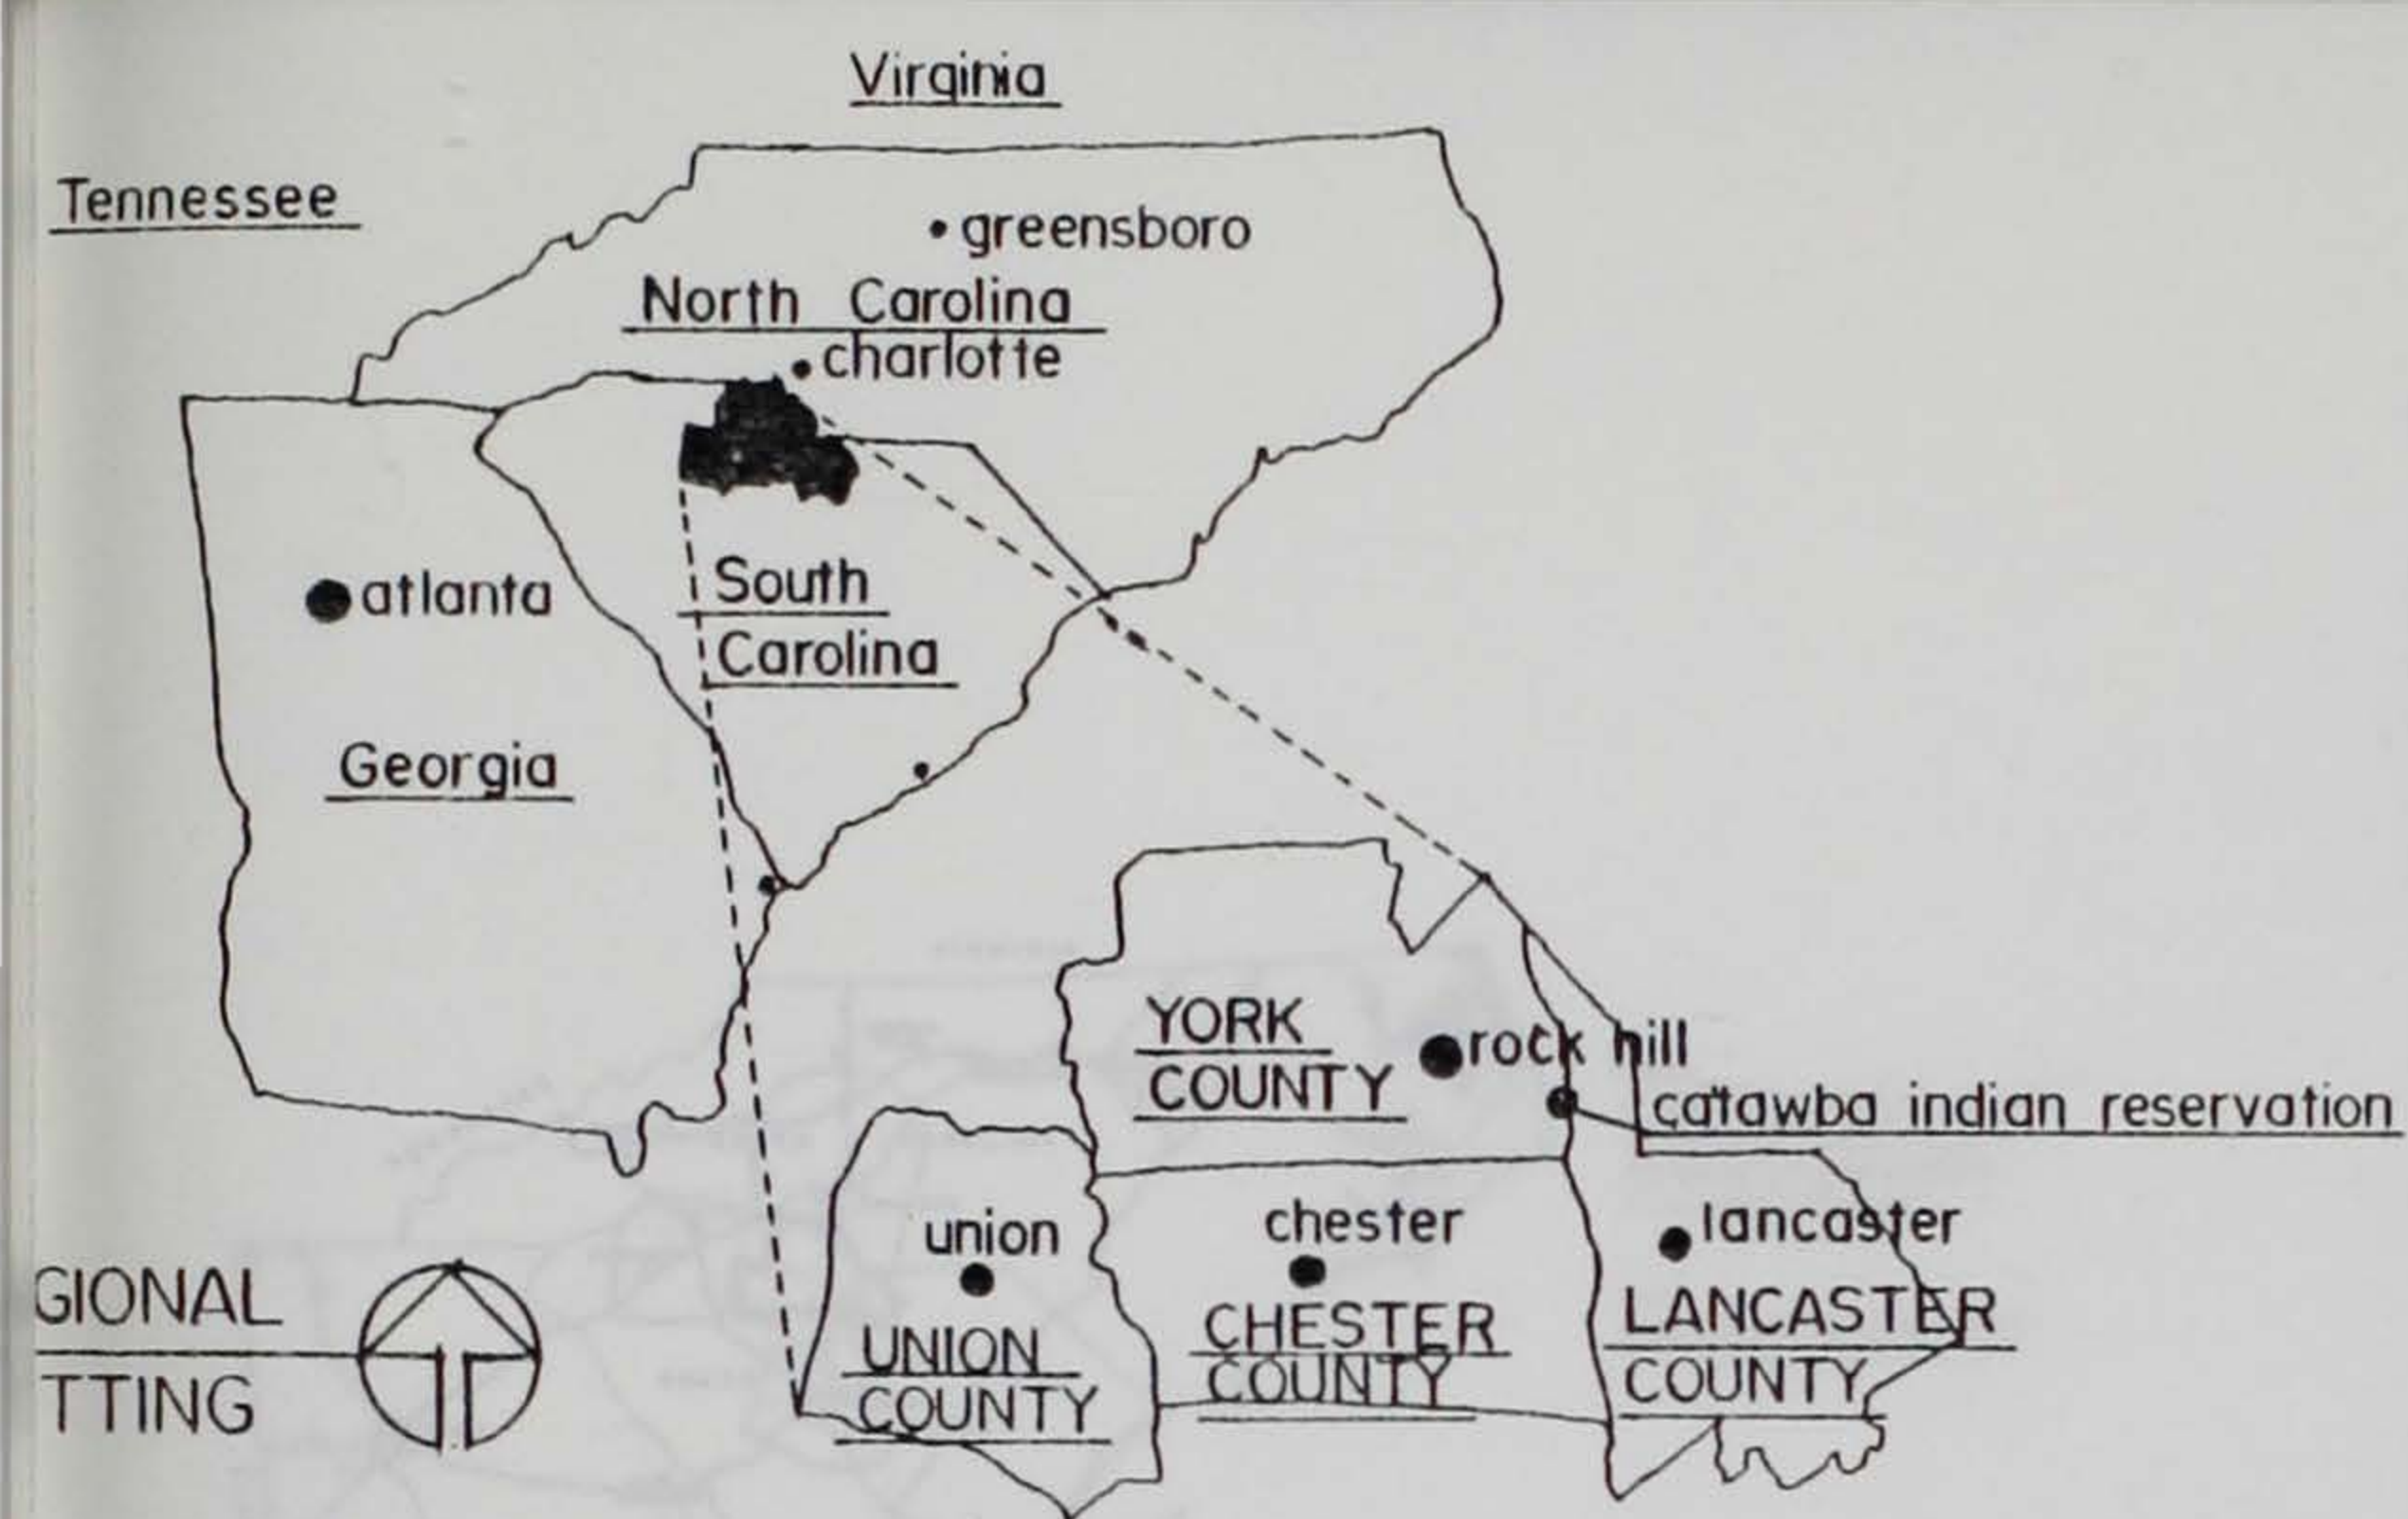 Virginia
Tennessee
greensboro
North Carolina
charlotte
atlanta
South
Carolina
Georgia
YORK
COUNTY
rock hill
catawba indian reservation
union
UNION
COUNTY
chester
CHESTER
COUNTY
lancaster
LANCASTER
COUNTY
GIONAL
TTING